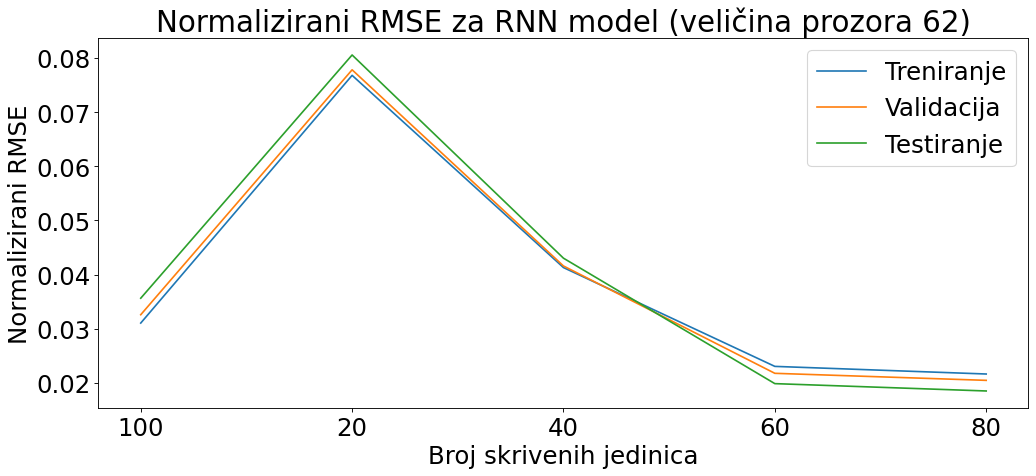 Normalizirani RMSE za RNN model (veličina prozora 62)
Normalizirani RMSE
0.08
0.07
0.06
0.05
0.04
0.03
0.02
Treniranje
Validacija
Testiranje
100 20 40 60 80
Broj skrivenih jedinica